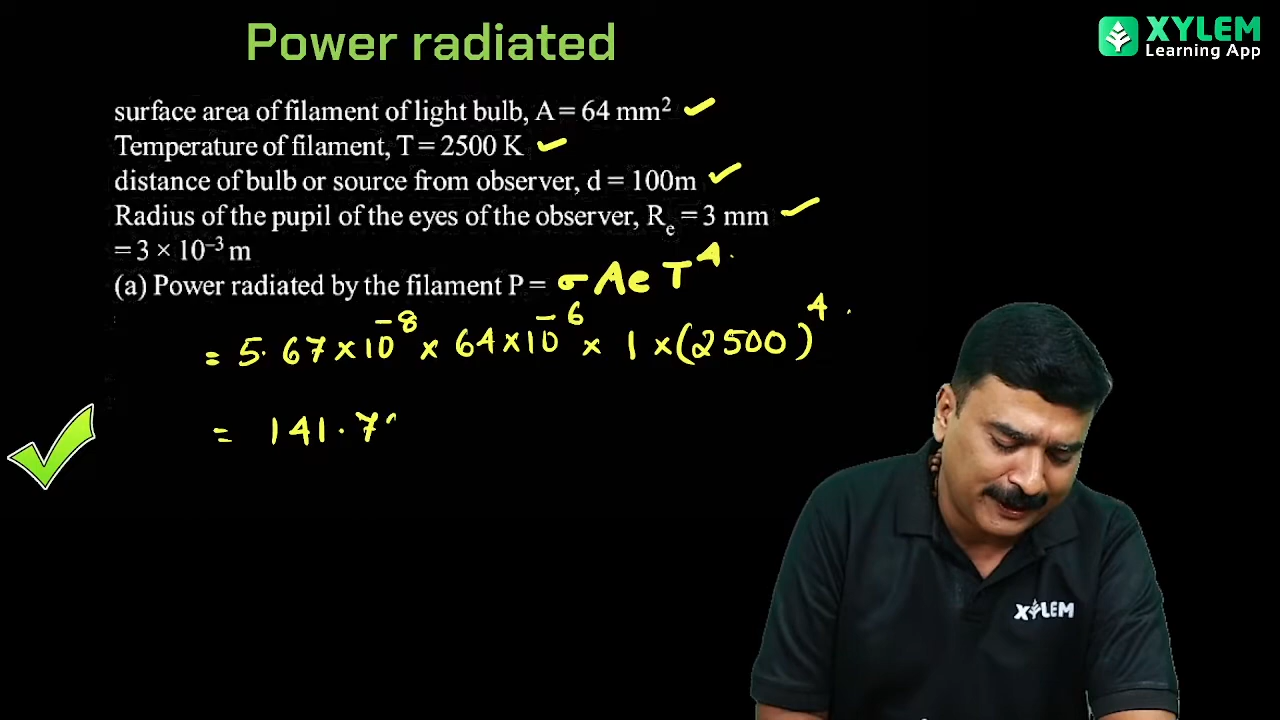 Power radiated
XYLEM
Learning App
surface area of filament of light bulb, A = 64 mm²
Temperature of filament, T = 2500 K
distance of bulb or source from observer, d = 100m
Radius of the pupil of the eyes of the observer, Rₑ = 3 mm
= 3 × 10⁻³ m
(a) Power radiated by the filament P = σAeT⁴
= 5.67×10⁻⁸ × 64×10⁻⁶ × 1 ×(2500)⁴
= 141.7
XYLEM